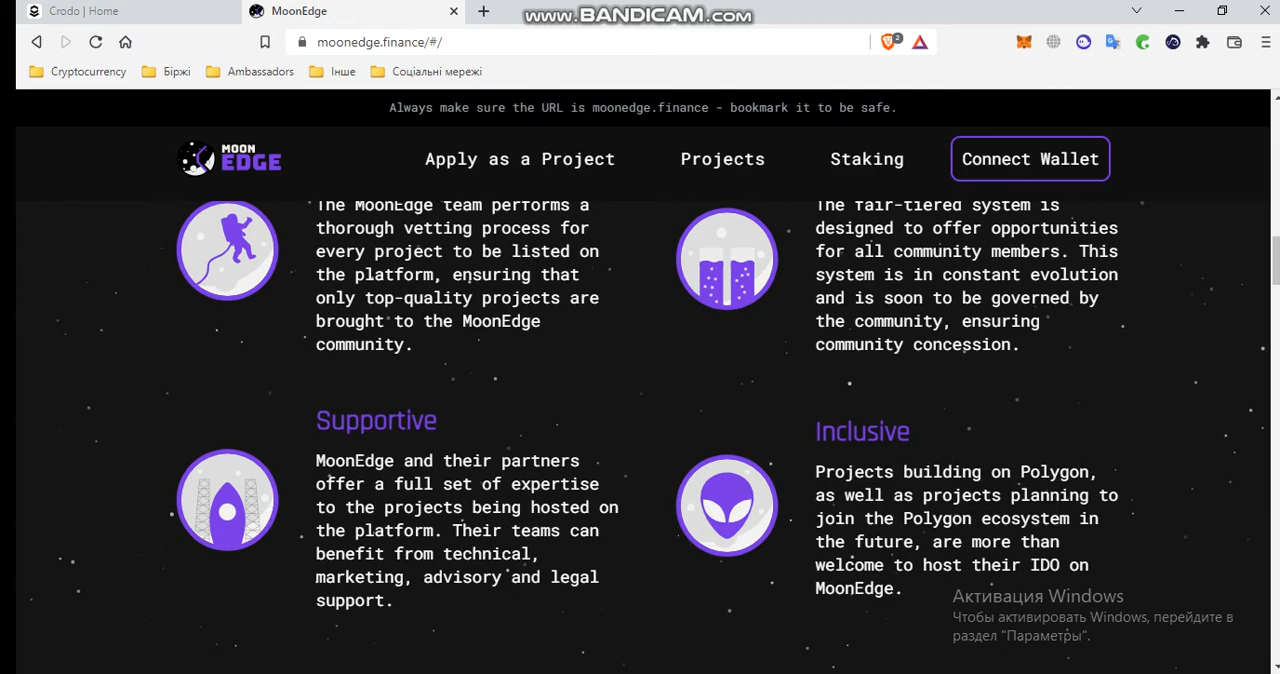 www.BANDICAM.com
Crodo | Home
MoonEdge
moonedge.finance/#/
2
Cryptocurrency
Біржі
Ambassadors
Інше
Соціальні мережі
Always make sure the URL is moonedge.finance - bookmark it to be safe.
MOON
EDGE
Apply as a Project
Projects
Staking
Connect Wallet
The MoonEdge team performs a
thorough vetting process for
every project to be listed on
the platform, ensuring that
only top-quality projects are
brought to the MoonEdge
community.
The fair-tiered system is
designed to offer opportunities
for all community members. This
system is in constant evolution
and is soon to be governed by
the community, ensuring
community concession.
Supportive
MoonEdge and their partners
offer a full set of expertise
to the projects being hosted on
the platform. Their teams can
benefit from technical,
marketing, advisory and legal
support.
Inclusive
Projects building on Polygon,
as well as projects planning to
join the Polygon ecosystem in
the future, are more than
welcome to host their IDO on
MoonEdge.
Активация Windows
Чтобы активировать Windows, перейдите в
раздел "Параметры".